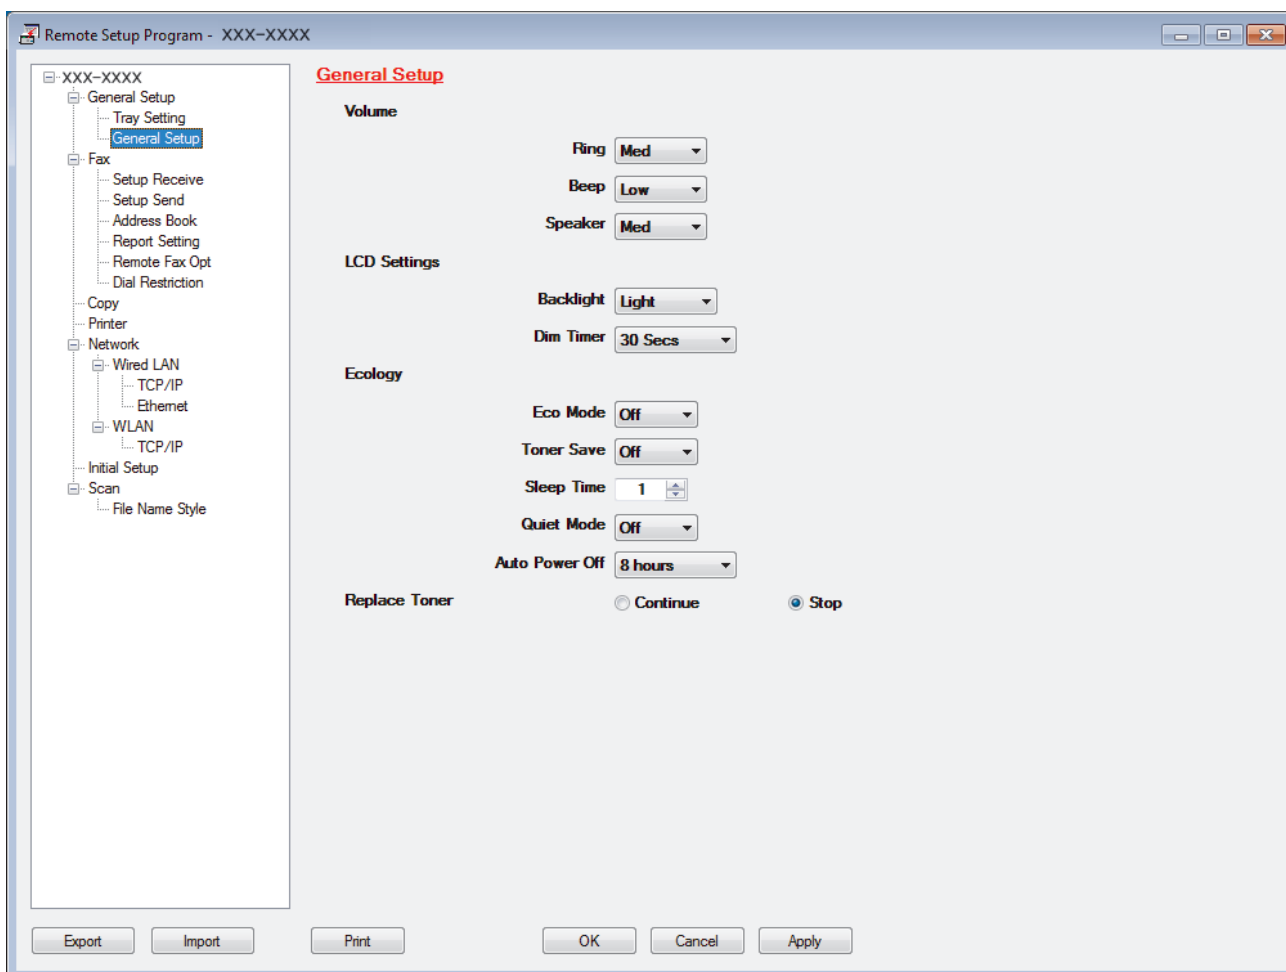 Remote Setup Program - XXX-XXXX
XXX-XXXX
General Setup
Tray Setting
General Setup
Fax
Setup Receive
Setup Send
Address Book
Report Setting
Remote Fax Opt
Dial Restriction
Copy
Printer
Network
Wired LAN
TCP/IP
Ethernet
WLAN
TCP/IP
Initial Setup
Scan
File Name Style
General Setup
Volume
Ring Med
Beep Low
Speaker Med
LCD Settings
Backlight Light
Dim Timer 30 Secs
Ecology
Eco Mode Off
Toner Save Off
Sleep Time 1
Quiet Mode Off
Auto Power Off 8 hours
Replace Toner Continue Stop
Export Import Print OK Cancel Apply